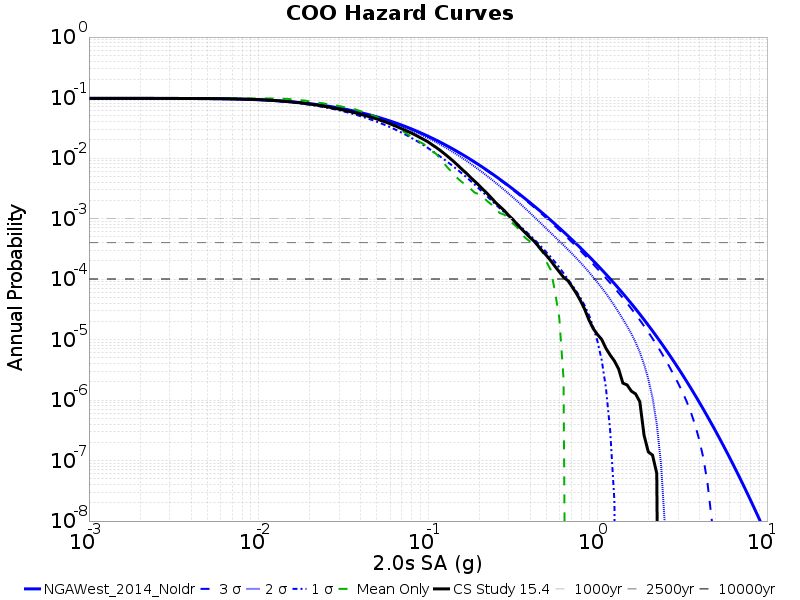 COO Hazard Curves
10^0
10^-1
10^-2
10^-3
10^-4
10^-5
10^-6
10^-7
10^-8
Annual Probability
10^-3 10^-2 10^-1 10^0 10^1
2.0s SA (g)
NGAWest_2014_NoIdr 3 σ 2 σ 1 σ Mean Only CS Study 15.4 1000yr 2500yr 10000yr